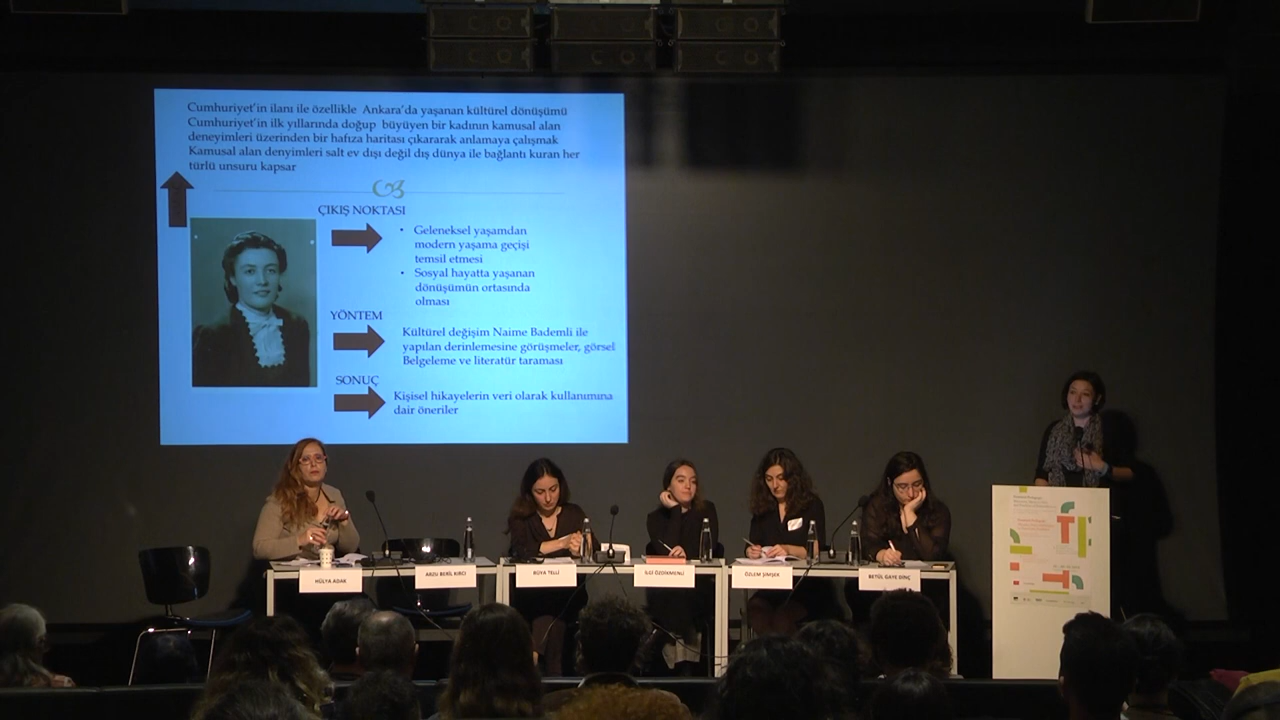 Cumhuriyet'in ilanı ile özellikle Ankara'da yaşanan kültürel dönüşümü
Cumhuriyet'in ilk yıllarında doğup büyüyen bir kadının kamusal alan
deneyimleri üzerinden bir hafıza haritası çıkararak anlamaya çalışmak
Kamusal alan denyimleri salt ev dışı değil dış dünya ile bağlantı kuran her
türlü unsuru kapsar
ÇIKIŞ NOKTASI
• Geleneksel yaşamdan
modern yaşama geçişi
temsil etmesi
• Sosyal hayatta yaşanan
dönüşümün ortasında
olması
YÖNTEM
Kültürel değişim Naime Bademli ile
yapılan derinlemesine görüşmeler, görsel
Belgeleme ve literatür taraması
SONUÇ
Kişisel hikayelerin veri olarak kullanımına
dair öneriler
HÜLYA ADAK
ARZU BEKİL KIRCI
RÜYA TELLİ
İLGİ ÖZDİKMENLİ
ÖZLEM ŞİMŞEK
BETÜL GAYE DİNÇ